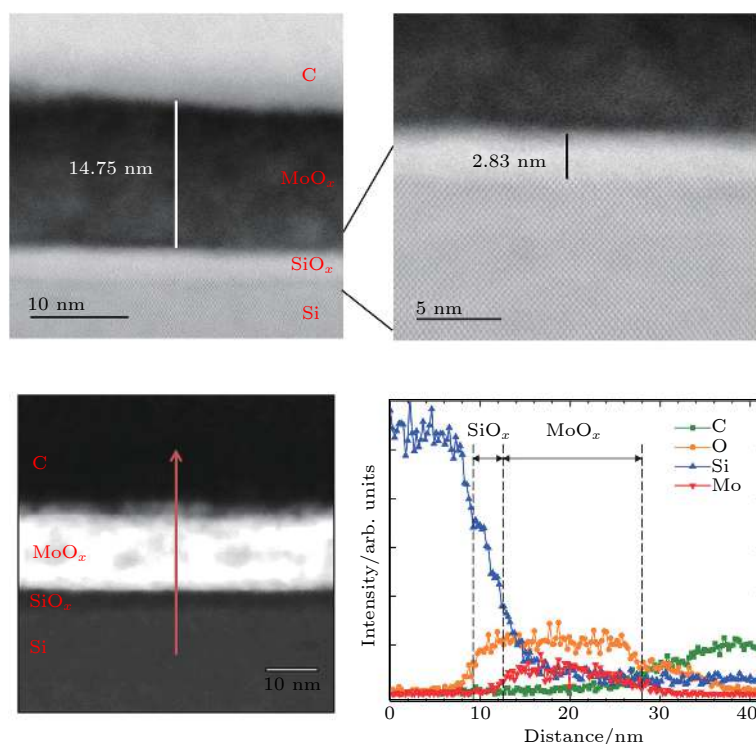 C
14.75 nm
MoOₓ
SiOₓ
10 nm
Si
2.83 nm
5 nm
C
MoOₓ
SiOₓ
Si
10 nm
Intensity/arb. units
SiOₓ MoOₓ
C
O
Si
Mo
0 10 20 30 40
Distance/nm